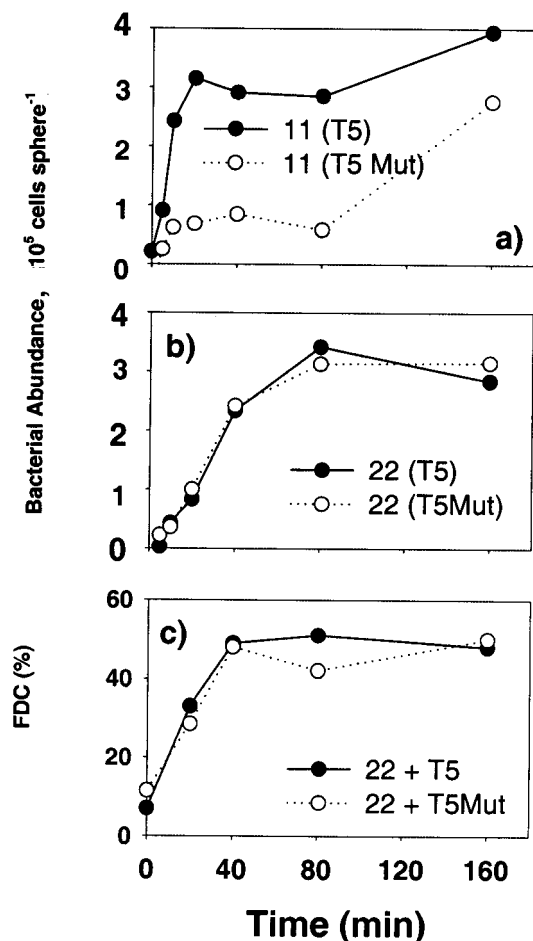 Bacterial Abundance, 10⁵ cells sphere⁻¹
4
3
2
1
0
11 (T5)
11 (T5 Mut)
a)
4
3
2
1
0
b)
22 (T5)
22 (T5Mut)
FDC (%)
60
40
20
0
c)
22 + T5
22 + T5Mut
0 40 80 120 160
Time (min)